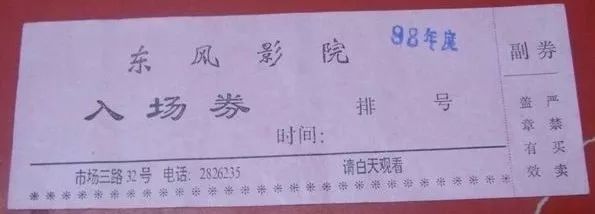 东风影院
98年度
入场券
排 号
时间:
市场三路32号 电话: 2826235
请白天观看
副券
严禁买卖
盖章有效